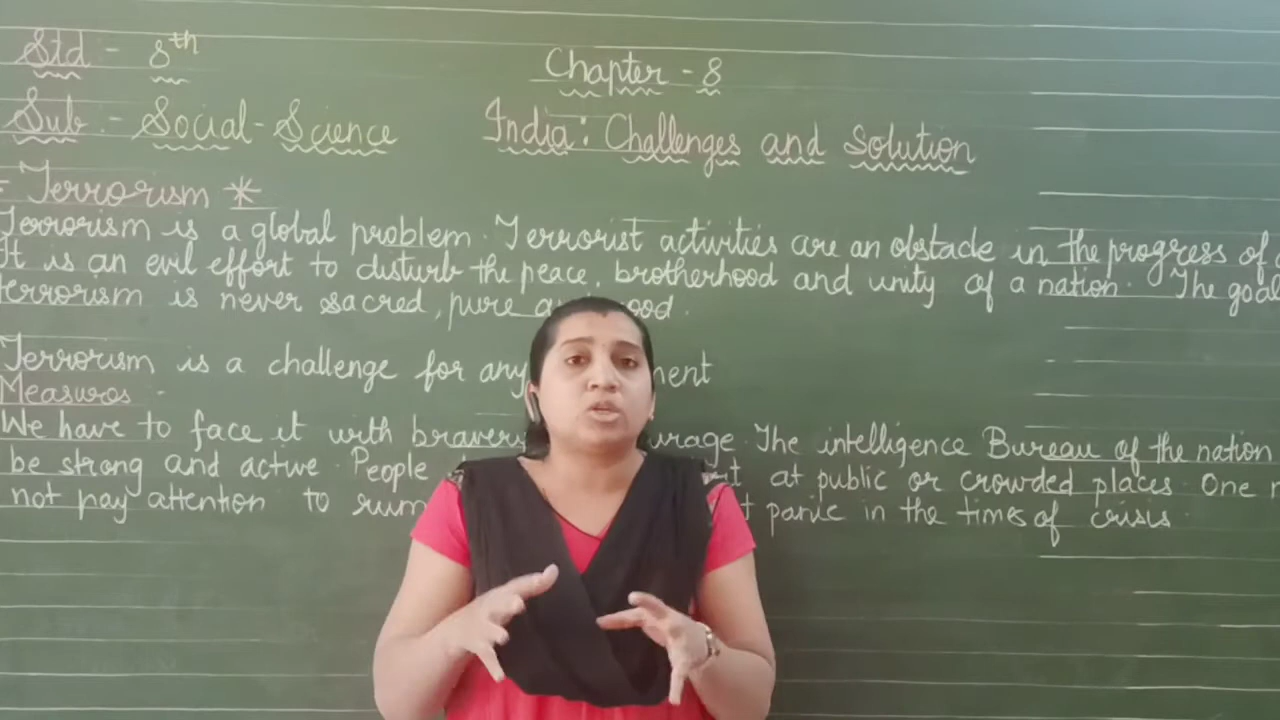 Std - 8th
Chapter - 8
Sub - Social - Science
India : Challenges and Solution
- Terrorism *
Terrorism is a global problem. Terrorist activities are an obstacle in the progress of
It is an evil effort to disturb the peace, brotherhood and unity of a nation. The goal
terrorism is never sacred, pure
Terrorism is a challenge for any
Measures -
We have to face it with bravery The intelligence Bureau of the nation
be strong and active. People at public or crowded places. One
not pay attention to panic in the times of crisis